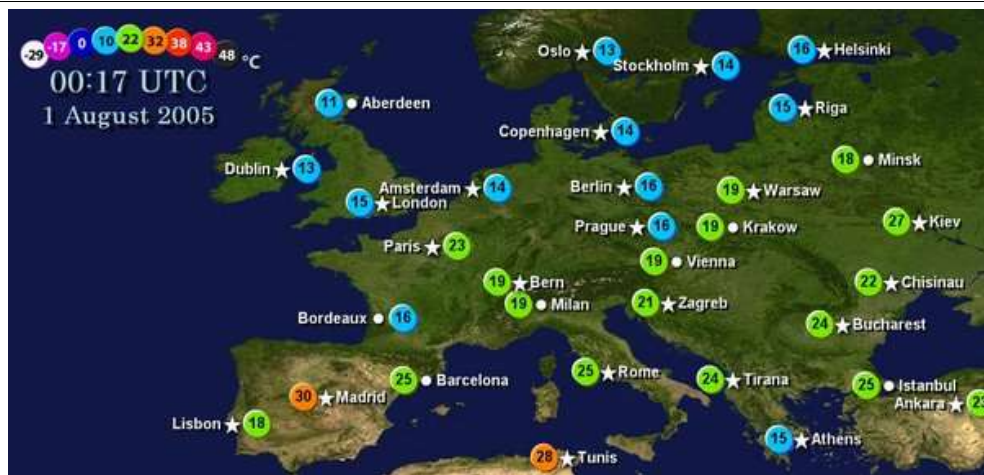 -29 -17 0 10 22 32 38 43 48 °C
00:17 UTC
1 August 2005
Oslo 13
16 Helsinki
Stockholm 14
11 Aberdeen
15 Riga
Copenhagen 14
18 Minsk
Dublin 13
Amsterdam 14
Berlin 16
19 Warsaw
15 London
27 Kiev
Prague 16
19 Krakow
Paris 23
19 Vienna
19 Bern
22 Chisinau
19 Milan
21 Zagreb
Bordeaux 16
24 Bucharest
25 Rome
24 Tirana
25 Barcelona
25 Istanbul
30 Madrid
Ankara 23
Lisbon 18
15 Athens
28 Tunis